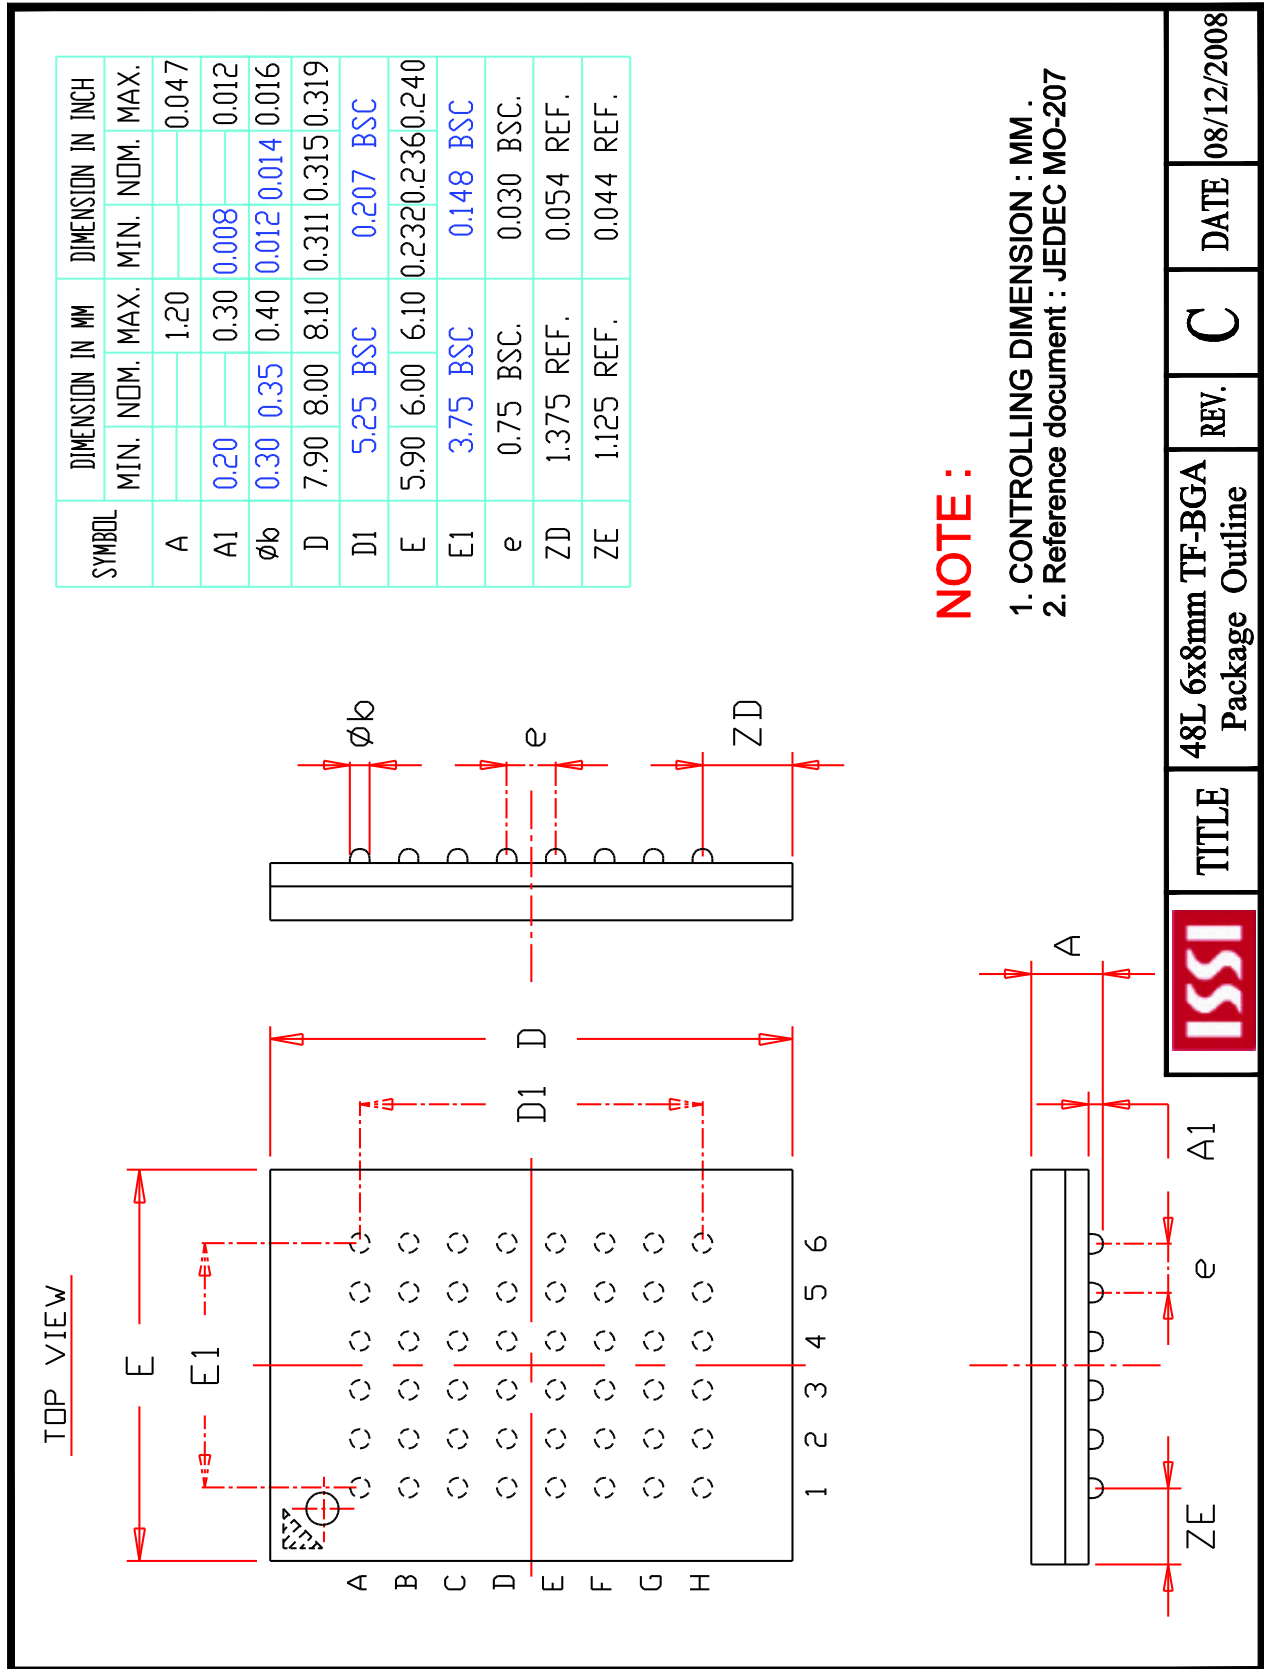 TOP VIEW
E
E1
A
B
C
D
E
F
G
H
1 2 3 4 5 6
D1
D
Øb
e
ZD
SYMBOL DIMENSION IN MM DIMENSION IN INCH
MIN. NOM. MAX. MIN. NOM. MAX.
A 1.20 0.047
A1 0.20 0.30 0.008 0.012
Øb 0.30 0.35 0.40 0.012 0.014 0.016
D 7.90 8.00 8.10 0.311 0.315 0.319
D1 5.25 BSC 0.207 BSC
E 5.90 6.00 6.10 0.232 0.236 0.240
E1 3.75 BSC 0.148 BSC
e 0.75 BSC. 0.030 BSC.
ZD 1.375 REF. 0.054 REF.
ZE 1.125 REF. 0.044 REF.
ZE
e
A1
A
NOTE :
1. CONTROLLING DIMENSION : MM .
2. Reference document : JEDEC MO-207
ISSI
TITLE
48L 6x8mm TF-BGA
Package Outline
REV.
C
DATE
08/12/2008